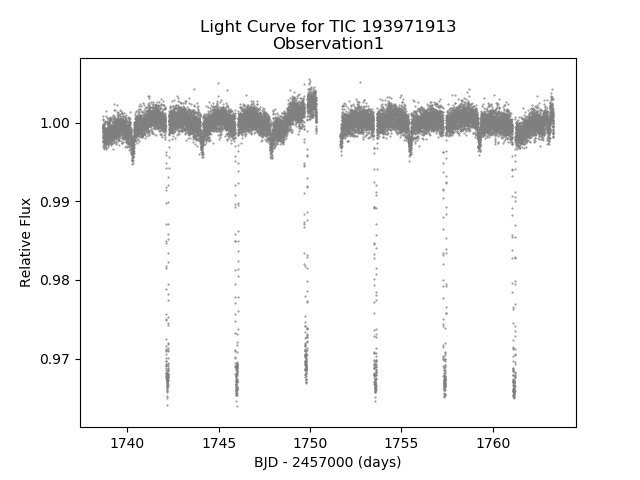 Light Curve for TIC 193971913
Observation1
1.00
0.99
0.98
0.97
Relative Flux
1740
1745
1750
1755
1760
BJD - 2457000 (days)